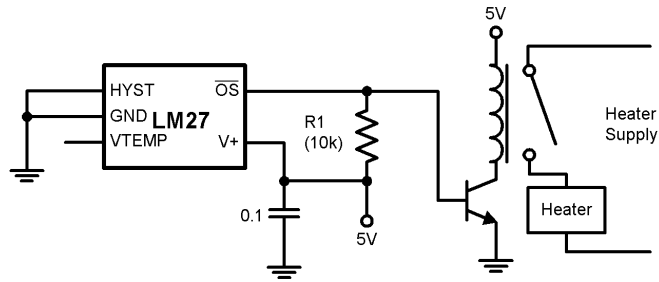 5V
HYST
OS
GND
LM27
VTEMP
V+
R1
(10k)
Heater
Supply
0.1
5V
Heater